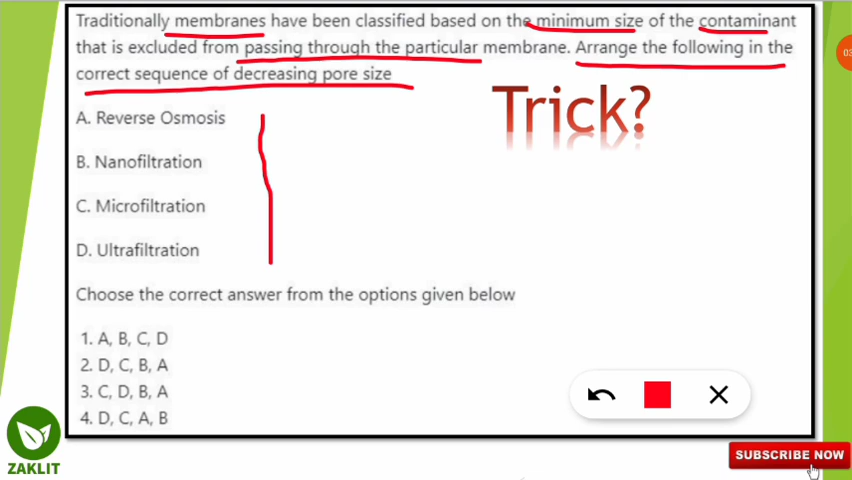 Traditionally membranes have been classified based on the minimum size of the contaminant
that is excluded from passing through the particular membrane. Arrange the following in the
correct sequence of decreasing pore size
Trick?
A. Reverse Osmosis
B. Nanofiltration
C. Microfiltration
D. Ultrafiltration
Choose the correct answer from the options given below
1. A, B, C, D
2. D, C, B, A
3. C, D, B, A
4. D, C, A, B
ZAKLIT
SUBSCRIBE NOW